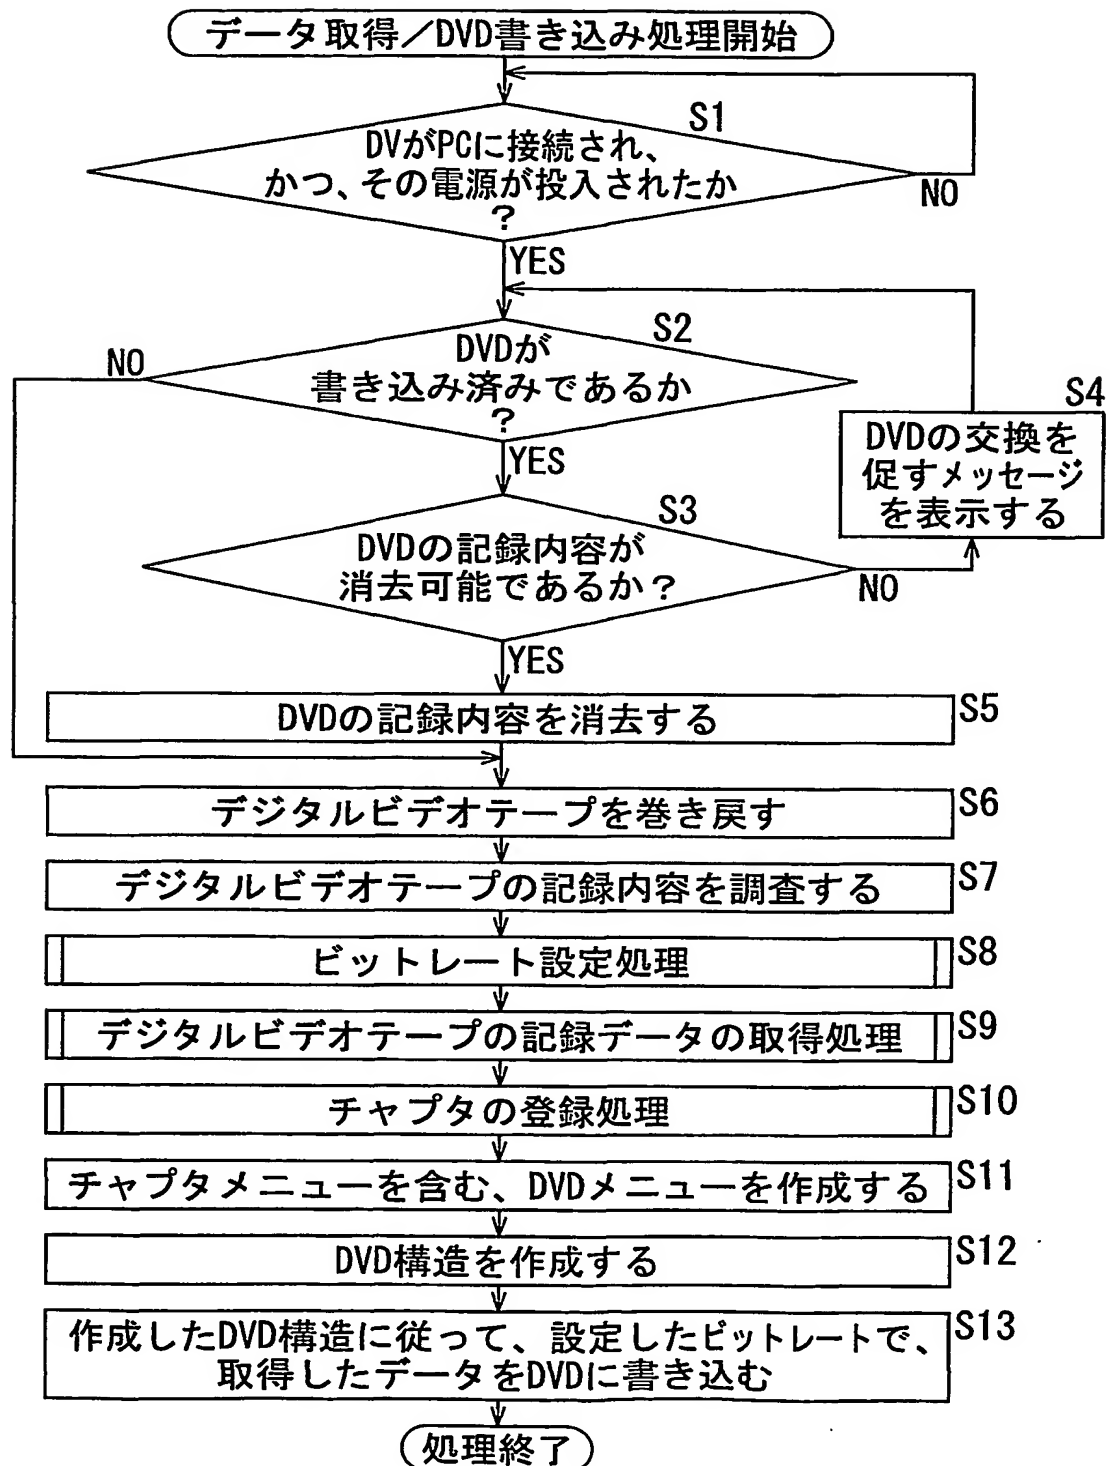 データ取得／DVD書き込み処理開始
S1
DVがPCに接続され、
かつ、その電源が投入されたか
？
NO
YES
S2
DVDが
書き込み済みであるか
？
NO
YES
S4
DVDの交換を
促すメッセージ
を表示する
S3
DVDの記録内容が
消去可能であるか？
NO
YES
DVDの記録内容を消去する
S5
デジタルビデオテープを巻き戻す
S6
デジタルビデオテープの記録内容を調査する
S7
ビットレート設定処理
S8
デジタルビデオテープの記録データの取得処理
S9
チャプタの登録処理
S10
チャプタメニューを含む、DVDメニューを作成する
S11
DVD構造を作成する
S12
作成したDVD構造に従って、設定したビットレートで、
取得したデータをDVDに書き込む
S13
処理終了